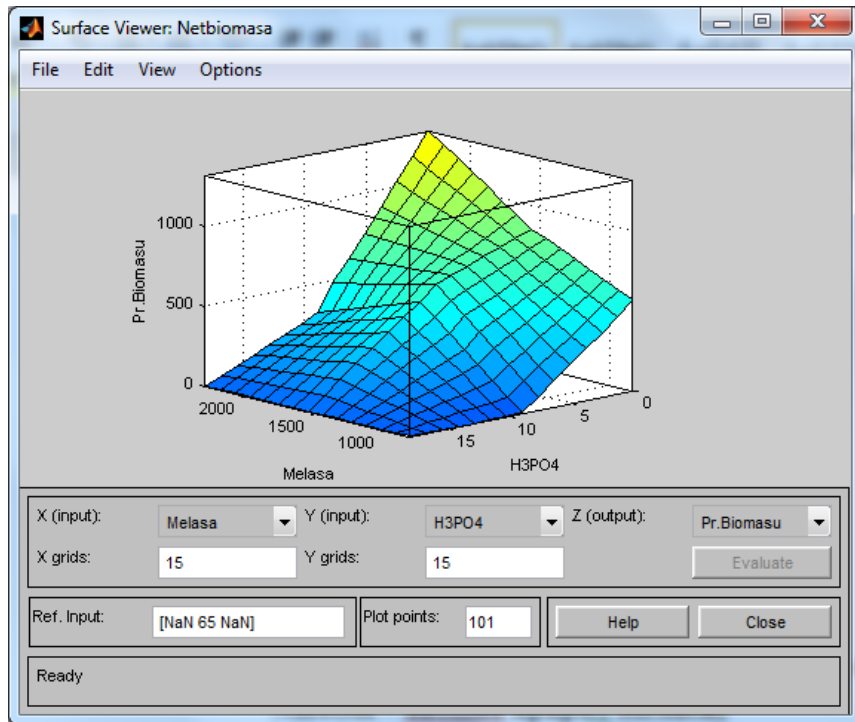 Surface Viewer: Netbiomasa
File Edit View Options
1000
500
0
Pr.Biomasu
2000
1500
1000
Melasa
15
10
5
0
H3PO4
X (input): Melasa Y (input): H3PO4 Z (output): Pr.Biomasu
X grids: 15 Y grids: 15 Evaluate
Ref. Input: [NaN 65 NaN] Plot points: 101 Help Close
Ready